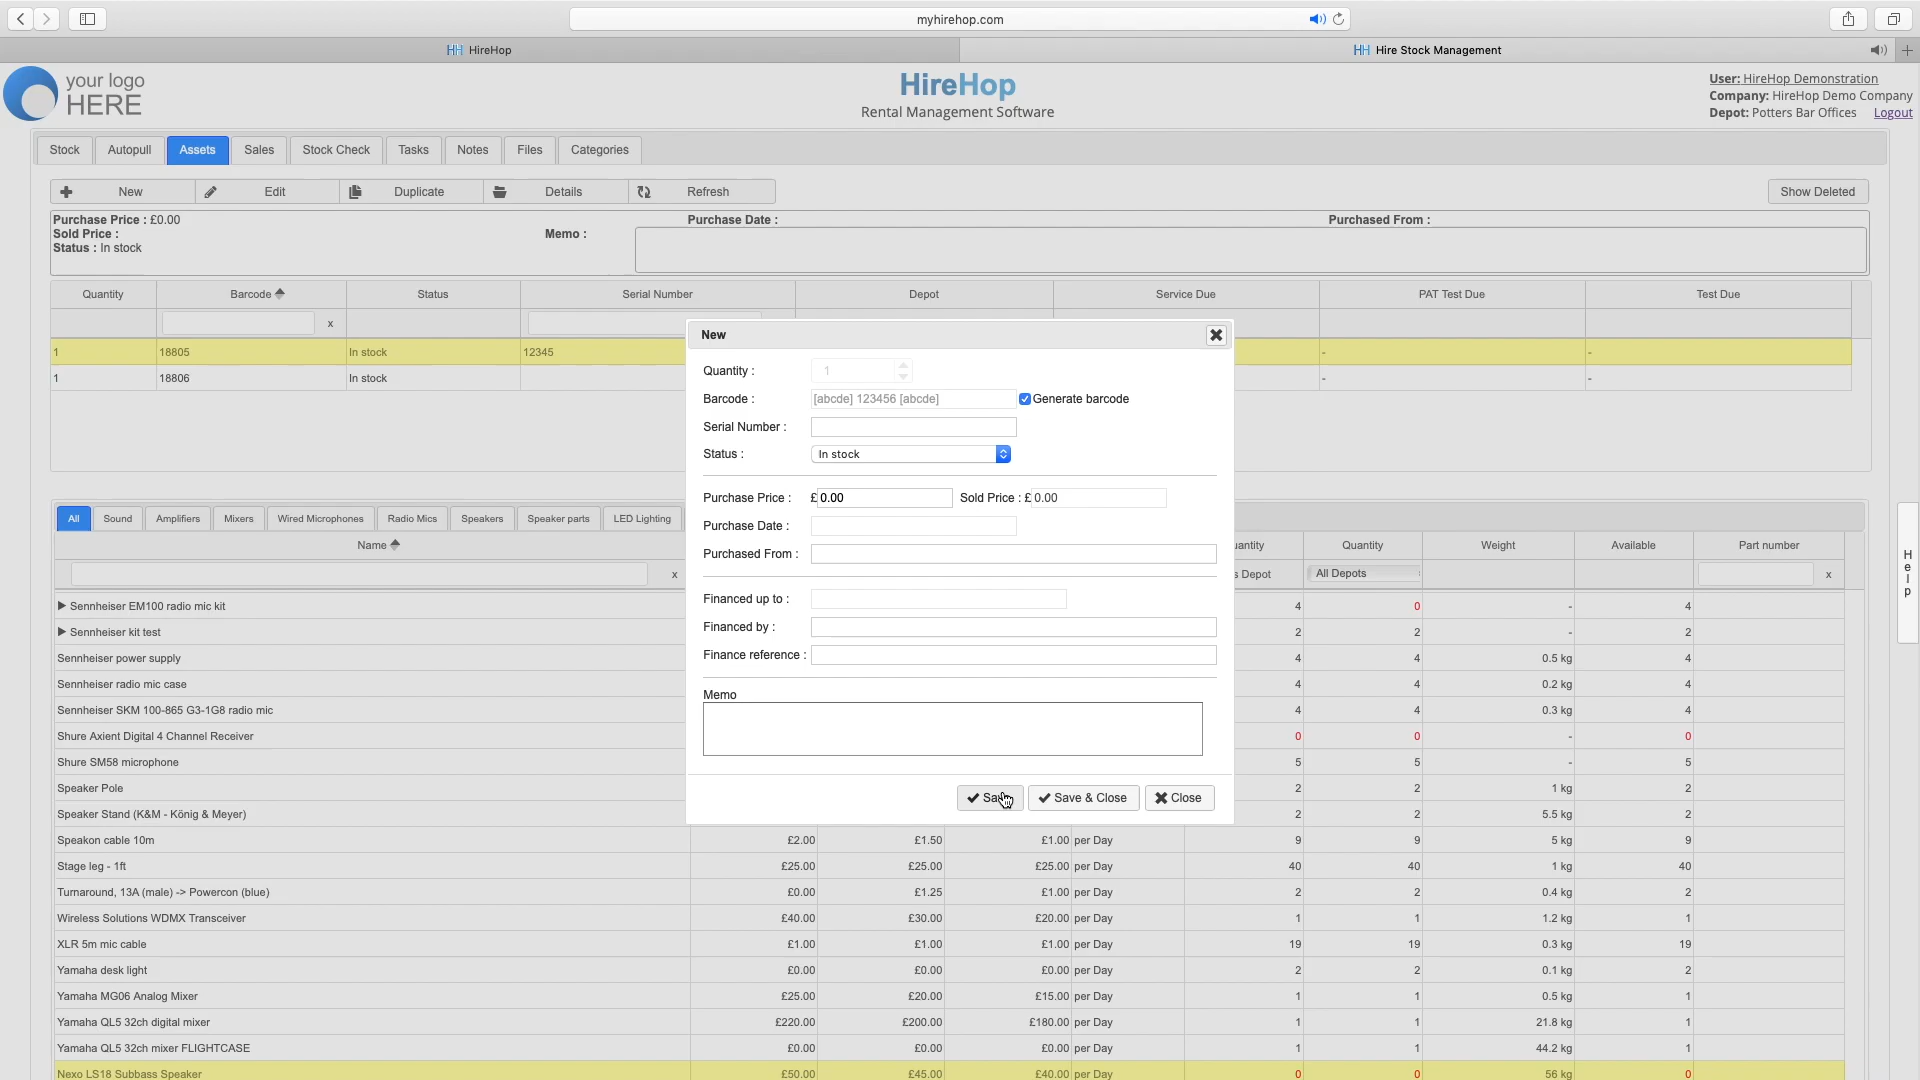 myhirehop.com
HH HireHop
HH Hire Stock Management
your logo
HERE
HireHop
Rental Management Software
User: HireHop Demonstration
Company: HireHop Demo Company
Depot: Potters Bar Offices Logout
Stock Autopull Assets Sales Stock Check Tasks Notes Files Categories
New Edit Duplicate Details Refresh Show Deleted
Purchase Price : £0.00 Purchase Date : Purchased From :
Sold Price : Memo :
Status : In stock
Quantity Barcode Status Serial Number Depot Service Due PAT Test Due Test Due
x
1 18805 In stock 12345 - -
1 18806 In stock - -
New
Quantity : 1
Barcode : [abcde] 123456 [abcde] Generate barcode
Serial Number :
Status : In stock
Purchase Price : £0.00 Sold Price : £ 0.00
Purchase Date :
Purchased From :
Financed up to :
Financed by :
Finance reference :
Memo
Save & Close Close
All Sound Amplifiers Mixers Wired Microphones Radio Mics Speakers Speaker parts LED Lighting
Name Quantity Weight Available Part number
x Depot All Depots x
Sennheiser EM100 radio mic kit 4 0 - 4
Sennheiser kit test 2 2 - 2
Sennheiser power supply 4 4 0.5 kg 4
Sennheiser radio mic case 4 4 0.2 kg 4
Sennheiser SKM 100-865 G3-1G8 radio mic 4 4 0.3 kg 4
Shure Axient Digital 4 Channel Receiver 0 0 - 0
Shure SM58 microphone 5 5 - 5
Speaker Pole 2 2 1 kg 2
Speaker Stand (K&M - König & Meyer) 2 2 5.5 kg 2
Speakon cable 10m £2.00 £1.50 £1.00 per Day 9 9 5 kg 9
Stage leg - 1ft £25.00 £25.00 £25.00 per Day 40 40 1 kg 40
Turnaround, 13A (male) -> Powercon (blue) £0.00 £1.25 £1.00 per Day 2 2 0.4 kg 2
Wireless Solutions WDMX Transceiver £40.00 £30.00 £20.00 per Day 1 1 1.2 kg 1
XLR 5m mic cable £1.00 £1.00 £1.00 per Day 19 19 0.3 kg 19
Yamaha desk light £0.00 £0.00 £0.00 per Day 2 2 0.1 kg 2
Yamaha MG06 Analog Mixer £25.00 £20.00 £15.00 per Day 1 1 0.5 kg 1
Yamaha QL5 32ch digital mixer £220.00 £200.00 £180.00 per Day 1 1 21.8 kg 1
Yamaha QL5 32ch mixer FLIGHTCASE £0.00 £0.00 £0.00 per Day 1 1 44.2 kg 1
Nexo LS18 Subbass Speaker £50.00 £45.00 £40.00 per Day 0 0 56 kg 0
Help